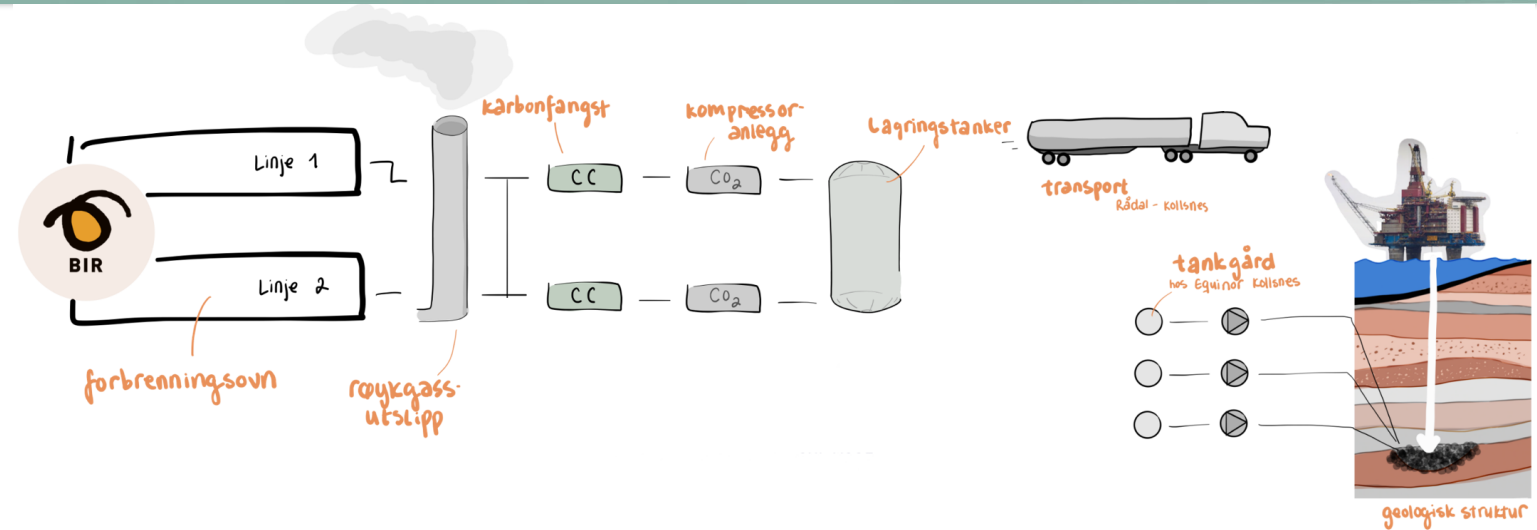 Linje 1
BIR
Linje 2
forbrenningsovn
røykgass-
utslipp
karbonfangst
CC
CC
kompressor-
anlegg
CO₂
CO₂
Lagringstanker
transport
Rådal - Kollsnes
tankgård
hos Equinor Kollsnes
geologisk struktur